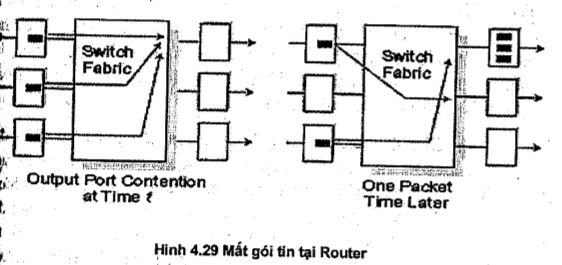 Switch
Fabric
Output Port Contention
at Time t
Switch
Fabric
One Packet
Time Later
Hình 4.29 Mất gói tin tại Router